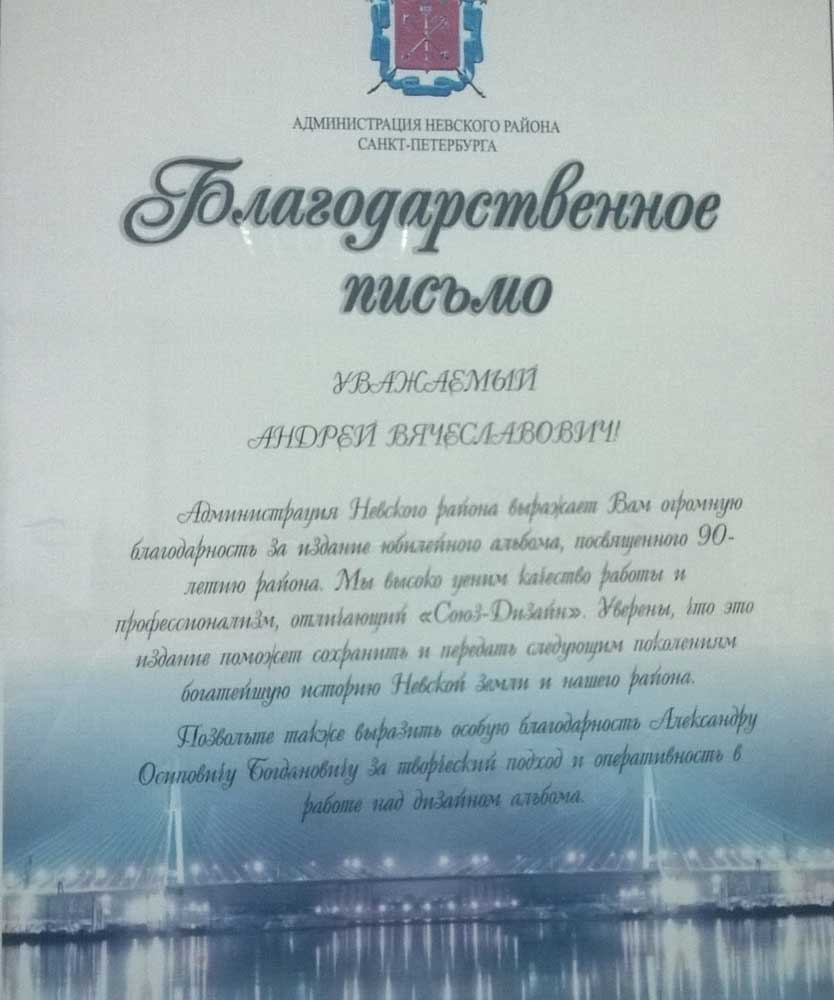 АДМИНИСТРАЦИЯ НЕВСКОГО РАЙОНА
САНКТ-ПЕТЕРБУРГА
Благодарственное
письмо
УВАЖАЕМЫЙ
АНДРЕЙ ВЯЧЕСЛАВОВИЧ!
Администрация Невского района выражает Вам огромную
благодарность за издание юбилейного альбома, посвященного 90-
летию района. Мы высоко ценим качество работы и
профессионализм, отличающий «Союз-Дизайн». Уверены, что это
издание поможет сохранить и передать следующим поколениям
богатейшую историю Невской земли и нашего района.
Позвольте также выразить особую благодарность Александру
Осиповичу Богдановичу за творческий подход и оперативность в
работе над дизайном альбома.